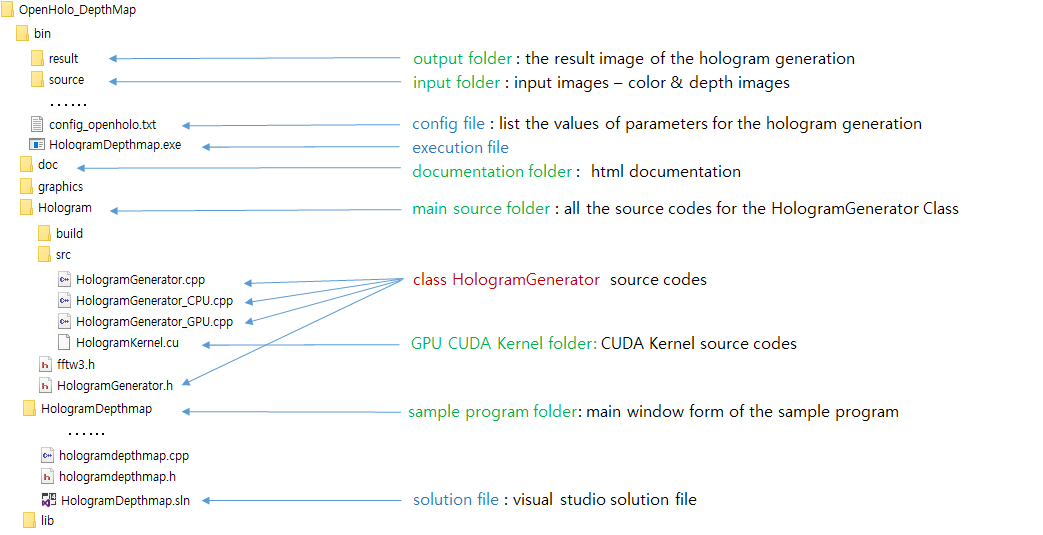 OpenHolo_DepthMap
bin
result output folder : the result image of the hologram generation
source input folder : input images – color & depth images
......
config_openholo.txt config file : list the values of parameters for the hologram generation
HologramDepthmap.exe execution file
doc documentation folder : html documentation
graphics
Hologram main source folder : all the source codes for the HologramGenerator Class
build
src
HologramGenerator.cpp class HologramGenerator source codes
HologramGenerator_CPU.cpp
HologramGenerator_GPU.cpp
HologramKernel.cu GPU CUDA Kernel folder: CUDA Kernel source codes
fftw3.h
HologramGenerator.h
HologramDepthmap sample program folder: main window form of the sample program
......
hologramdepthmap.cpp
hologramdepthmap.h
HologramDepthmap.sln solution file : visual studio solution file
lib